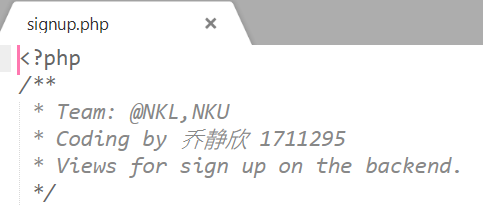 signup.php ×
<?php
/**
* Team: @NKL,NKU
* Coding by 乔静欣 1711295
* Views for sign up on the backend.
*/